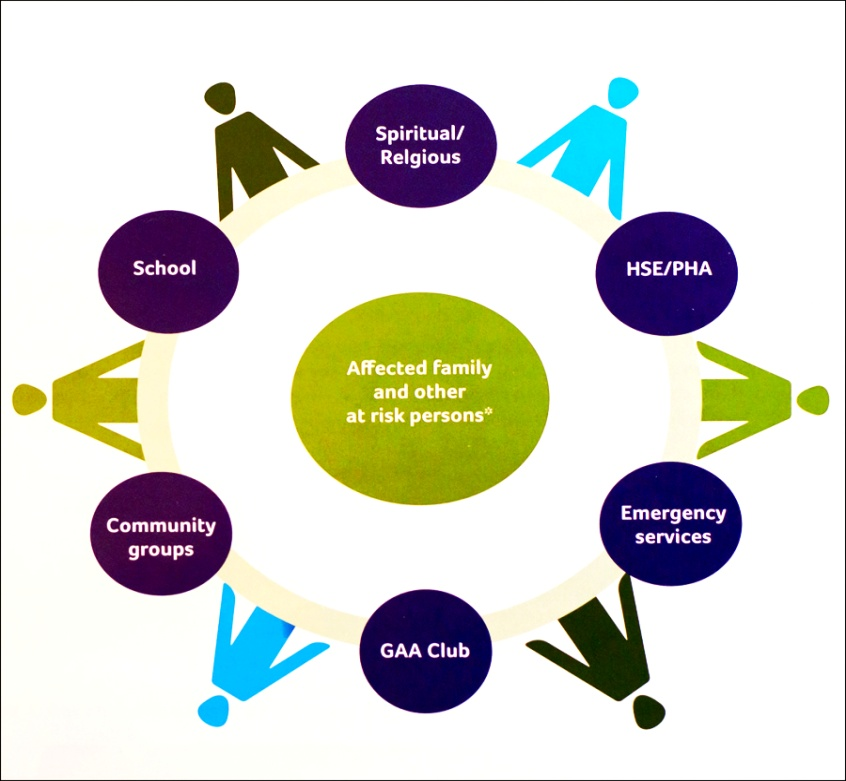 Spiritual/
Relgious
School
HSE/PHA
Affected family
and other
at risk persons*
Community
groups
Emergency
services
GAA Club